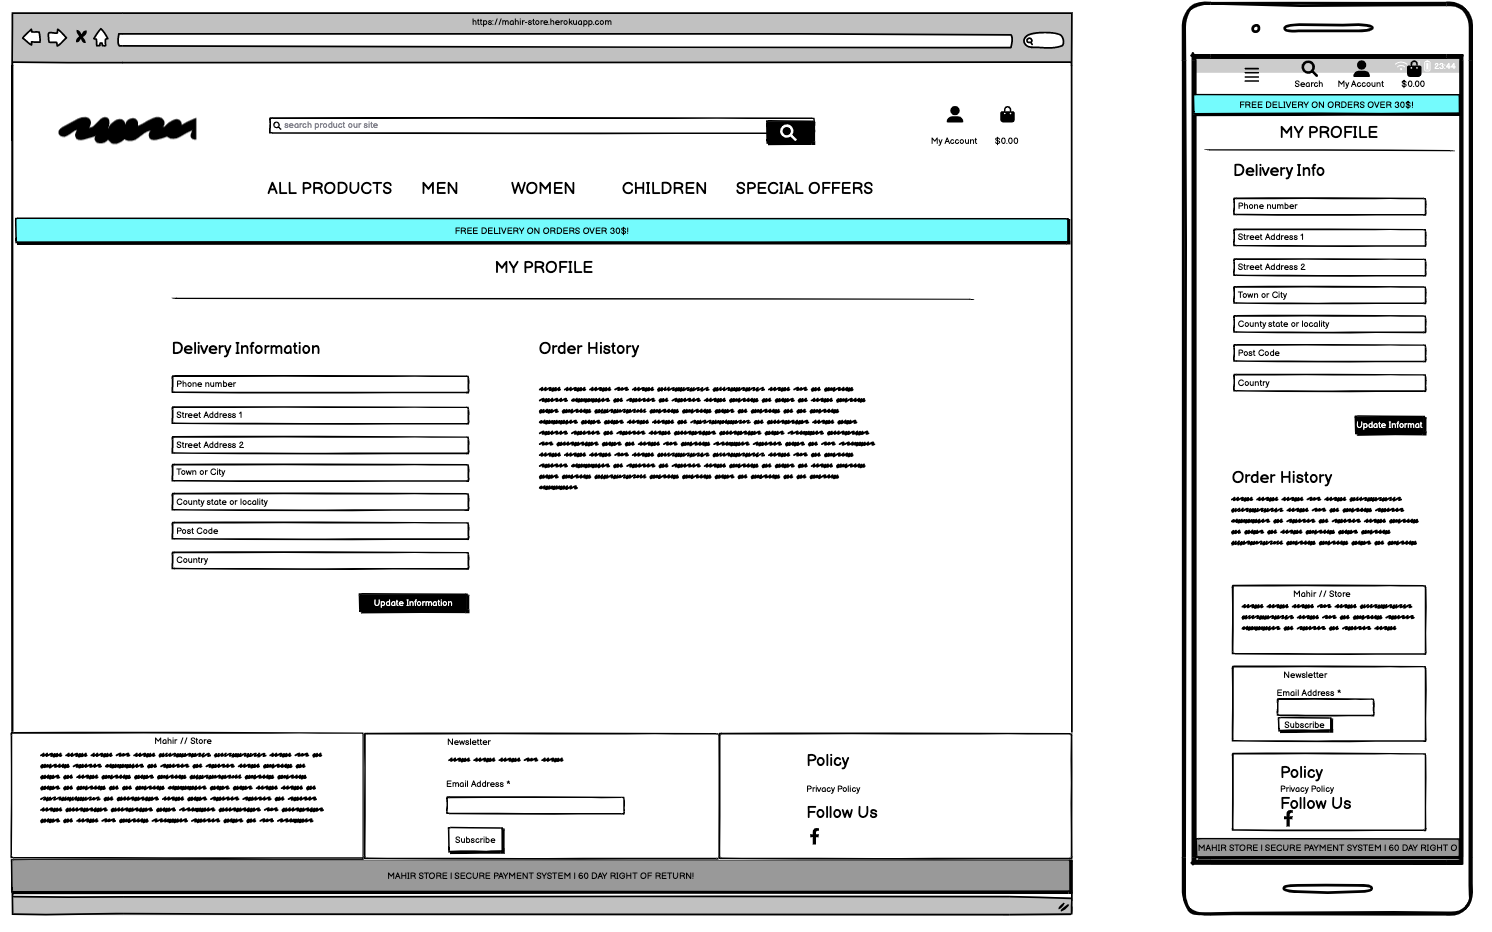 https://mahir-store.herokuapp.com
search product our site
My Account
$0.00
ALL PRODUCTS MEN WOMEN CHILDREN SPECIAL OFFERS
FREE DELIVERY ON ORDERS OVER 30$!
MY PROFILE
Delivery Information
Phone number
Street Address 1
Street Address 2
Town or City
County state or locality
Post Code
Country
Update Information
Order History
Mahir // Store
Newsletter
Email Address *
Subscribe
Policy
Privacy Policy
Follow Us
MAHIR STORE | SECURE PAYMENT SYSTEM | 60 DAY RIGHT OF RETURN!
23:44
Search
My Account
$0.00
FREE DELIVERY ON ORDERS OVER 30$!
MY PROFILE
Delivery Info
Phone number
Street Address 1
Street Address 2
Town or City
County state or locality
Post Code
Country
Update Informat
Order History
Mahir // Store
Newsletter
Email Address *
Subscribe
Policy
Privacy Policy
Follow Us
MAHIR STORE | SECURE PAYMENT SYSTEM | 60 DAY RIGHT O